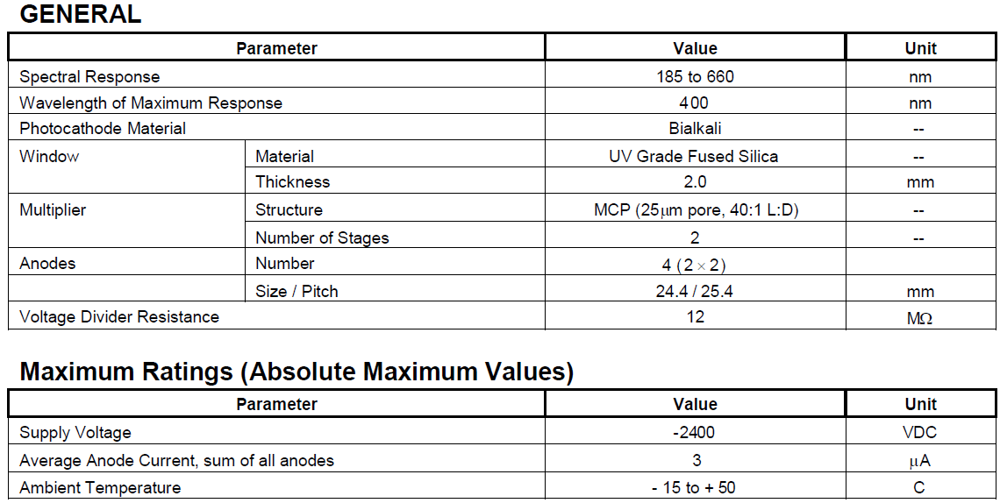 GENERAL
Parameter Value Unit
Spectral Response 185 to 660 nm
Wavelength of Maximum Response 400 nm
Photocathode Material Bialkali --
Window Material UV Grade Fused Silica --
Thickness 2.0 mm
Multiplier Structure MCP (25μm pore, 40:1 L:D) --
Number of Stages 2 --
Anodes Number 4 ( 2 × 2 )
Size / Pitch 24.4 / 25.4 mm
Voltage Divider Resistance 12 MΩ
Maximum Ratings (Absolute Maximum Values)
Parameter Value Unit
Supply Voltage -2400 VDC
Average Anode Current, sum of all anodes 3 μA
Ambient Temperature - 15 to + 50 C